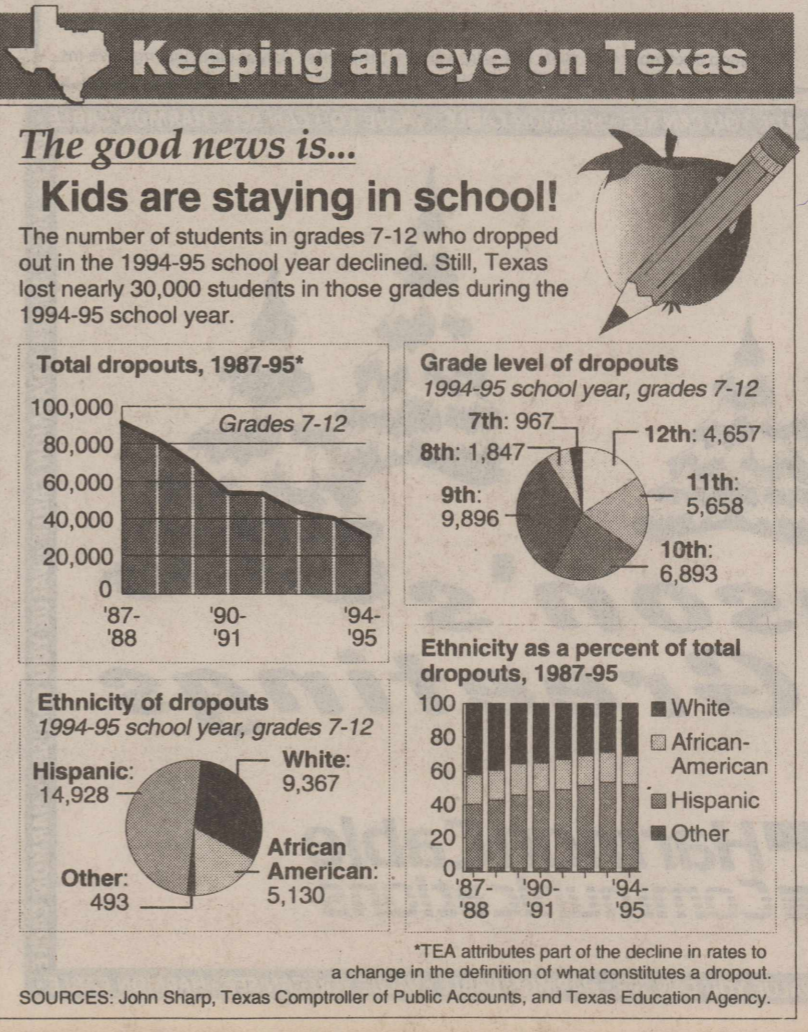 Keeping an eye on Texas
The good news is...
Kids are staying in school!
The number of students in grades 7-12 who dropped
out in the 1994-95 school year declined. Still, Texas
lost nearly 30,000 students in those grades during the
1994-95 school year.
Total dropouts, 1987-95*
Grades 7-12
100,000
80,000
60,000
40,000
20,000
0
'87-
'88
'90-
'91
'94-
'95
Grade level of dropouts
1994-95 school year, grades 7-12
7th: 967
8th: 1,847
9th:
9,896
12th: 4,657
11th:
5,658
10th:
6,893
Ethnicity of dropouts
1994-95 school year, grades 7-12
Hispanic:
14,928
White:
9,367
African
American:
5,130
Other:
493
Ethnicity as a percent of total
dropouts, 1987-95
100
80
60
40
20
0
'87-
'88
'90-
'91
'94-
'95
White
African-
American
Hispanic
Other
*TEA attributes part of the decline in rates to
a change in the definition of what constitutes a dropout.
SOURCES: John Sharp, Texas Comptroller of Public Accounts, and Texas Education Agency.